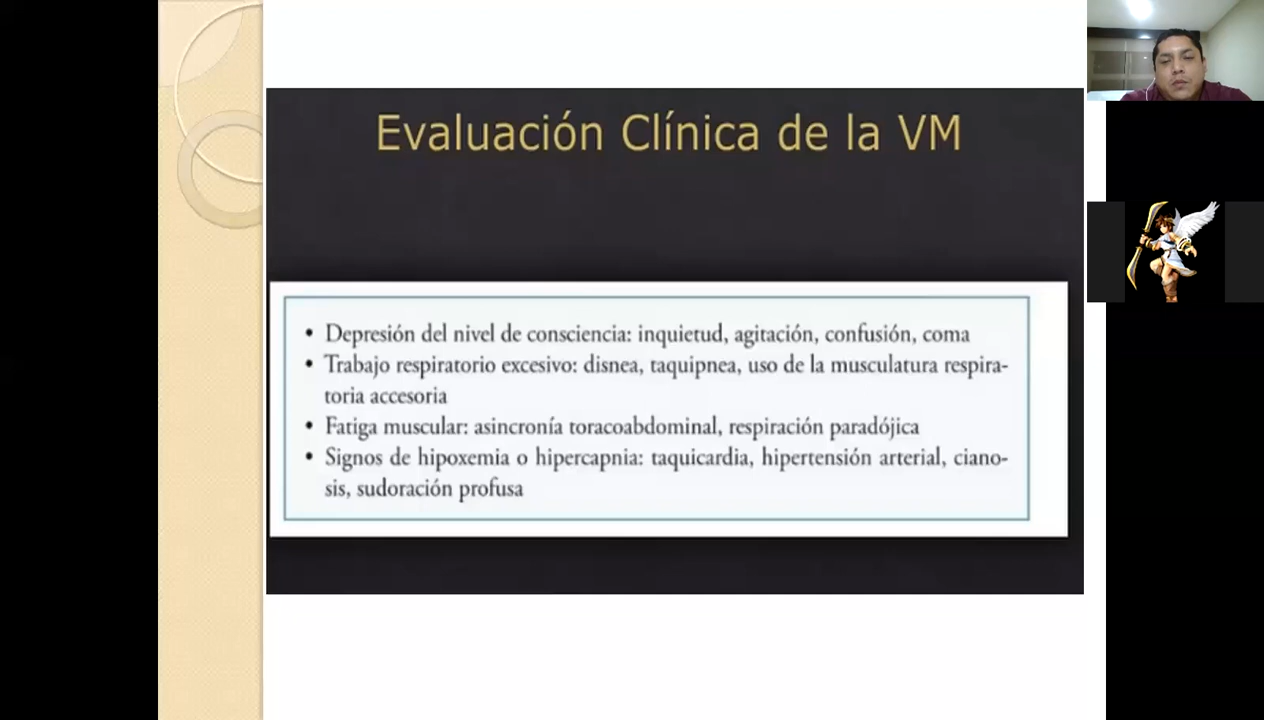 Evaluación Clínica de la VM
• Depresión del nivel de consciencia: inquietud, agitación, confusión, coma
• Trabajo respiratorio excesivo: disnea, taquipnea, uso de la musculatura respira-
toria accesoria
• Fatiga muscular: asincronía toracoabdominal, respiración paradójica
• Signos de hipoxemia o hipercapnia: taquicardia, hipertensión arterial, ciano-
sis, sudoración profusa